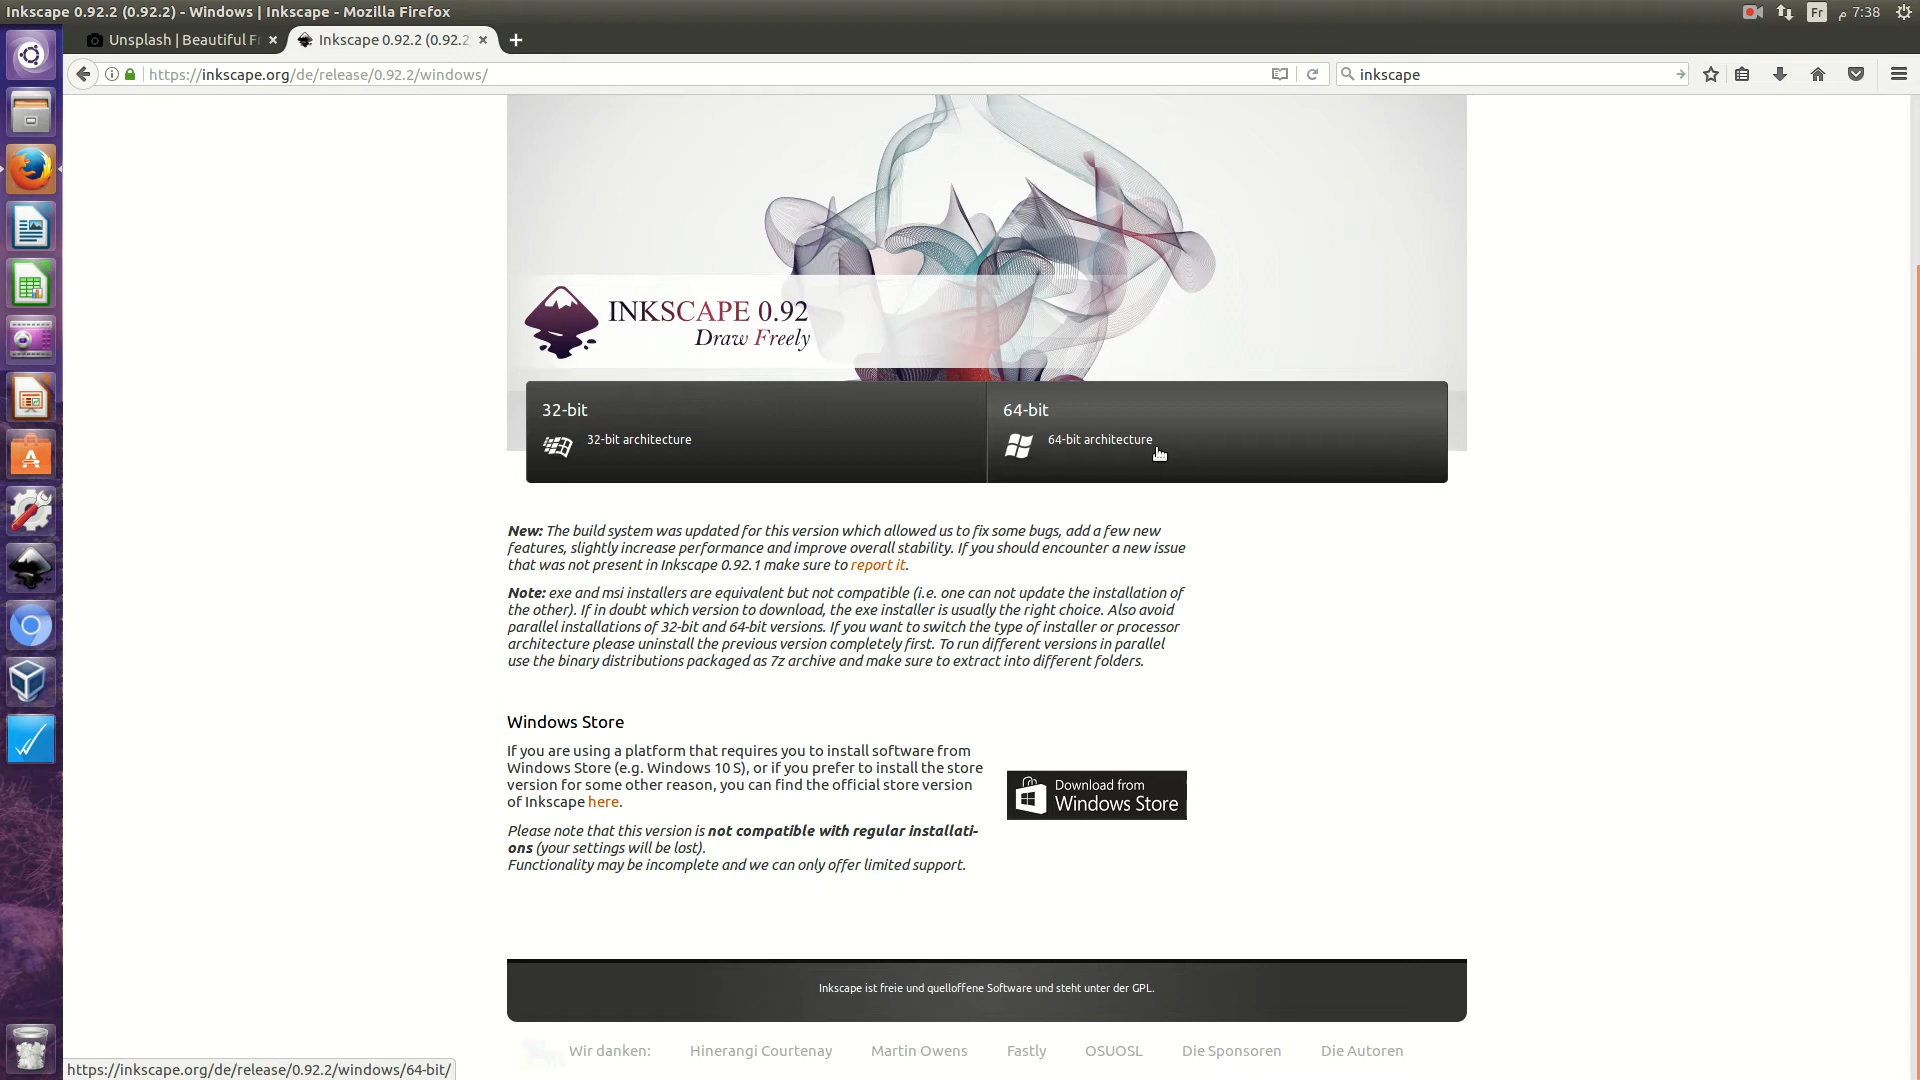 Inkscape 0.92.2 (0.92.2) - Windows | Inkscape - Mozilla Firefox
Fr
م 7:38
Unsplash | Beautiful Fr
Inkscape 0.92.2 (0.92.2
https://inkscape.org/de/release/0.92.2/windows/
inkscape
INKSCAPE 0.92
Draw Freely
32-bit
32-bit architecture
64-bit
64-bit architecture
New: The build system was updated for this version which allowed us to fix some bugs, add a few new
features, slightly increase performance and improve overall stability. If you should encounter a new issue
that was not present in Inkscape 0.92.1 make sure to report it.
Note: exe and msi installers are equivalent but not compatible (i.e. one can not update the installation of
the other). If in doubt which version to download, the exe installer is usually the right choice. Also avoid
parallel installations of 32-bit and 64-bit versions. If you want to switch the type of installer or processor
architecture please uninstall the previous version completely first. To run different versions in parallel
use the binary distributions packaged as 7z archive and make sure to extract into different folders.
Windows Store
If you are using a platform that requires you to install software from
Windows Store (e.g. Windows 10 S), or if you prefer to install the store
version for some other reason, you can find the official store version
of Inkscape here.
Download from
Windows Store
Please note that this version is not compatible with regular installati-
ons (your settings will be lost).
Functionality may be incomplete and we can only offer limited support.
Inkscape ist freie und quelloffene Software und steht unter der GPL.
Wir danken:
Hinerangi Courtenay
Martin Owens
Fastly
OSUOSL
Die Sponsoren
Die Autoren
https://inkscape.org/de/release/0.92.2/windows/64-bit/